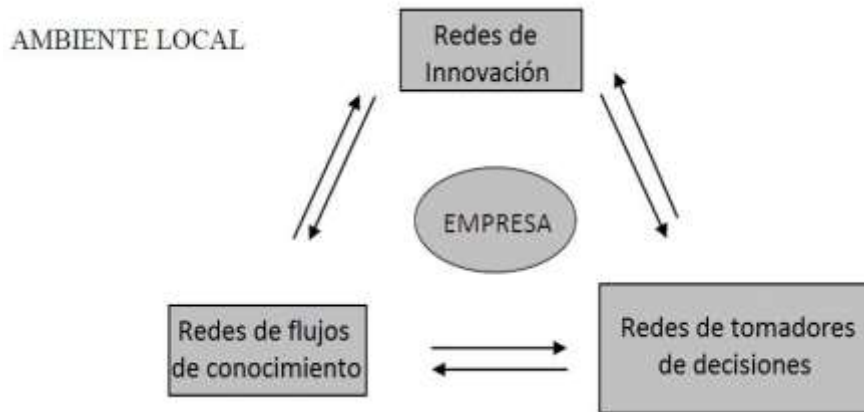 AMBIENTE LOCAL
Redes de
Innovación
EMPRESA
Redes de flujos
de conocimiento
Redes de tomadores
de decisiones